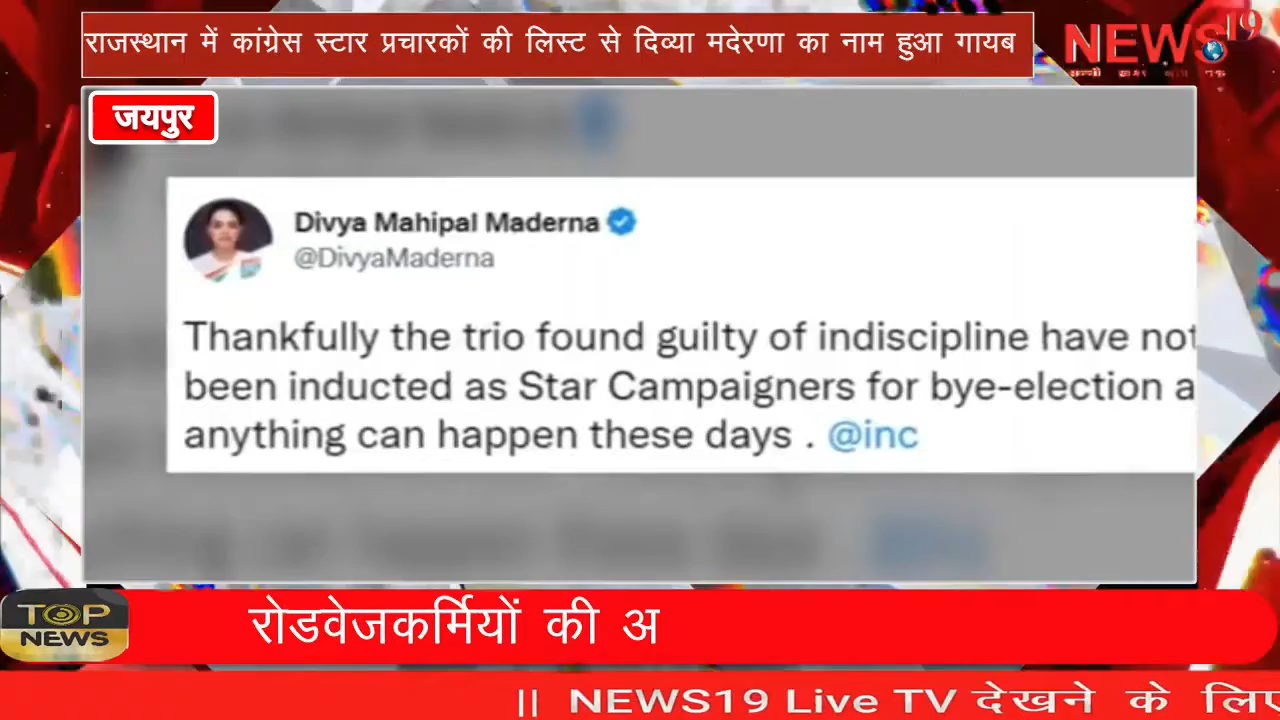 राजस्थान में कांग्रेस स्टार प्रचारकों की लिस्ट से दिव्या मदेरणा का नाम हुआ गायब
NEWS19
जयपुर
Divya Mahipal Maderna
@DivyaMaderna
Thankfully the trio found guilty of indiscipline have not
been inducted as Star Campaigners for bye-election a
anything can happen these days . @inc
TOP
NEWS
रोडवेजकर्मियों की अ
|| NEWS19 Live TV देखने के लिए